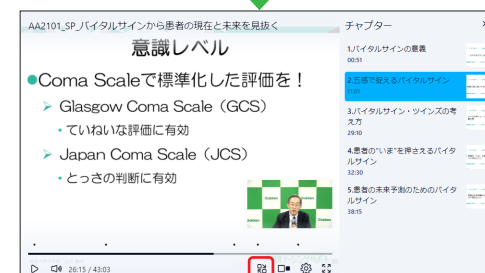 AA2101_SP_バイタルサインから患者の現在と未来を見抜く
意識レベル
●Coma Scaleで標準化した評価を！
➢ Glasgow Coma Scale（GCS）
・ていねいな評価に有効
➢ Japan Coma Scale（JCS）
・とっさの判断に有効
26:15 / 43:03
チャプター
1.バイタルサインの意義
00:51
2.五感で捉えるバイタルサイン
11:01
3.バイタルサイン・ツインズの考
え方
29:10
4.患者の"いま"を押さえるバイタ
ルサイン
32:30
5.患者の未来予測のためのバイタ
ルサイン
38:15